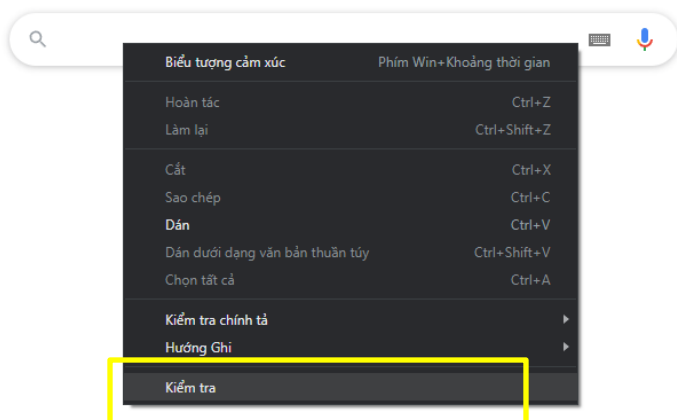 Biểu tượng cảm xúc Phím Win+Khoảng thời gian
Hoàn tác Ctrl+Z
Làm lại Ctrl+Shift+Z
Cắt Ctrl+X
Sao chép Ctrl+C
Dán Ctrl+V
Dán dưới dạng văn bản thuần túy Ctrl+Shift+V
Chọn tất cả Ctrl+A
Kiểm tra chính tả
Hướng Ghi
Kiểm tra